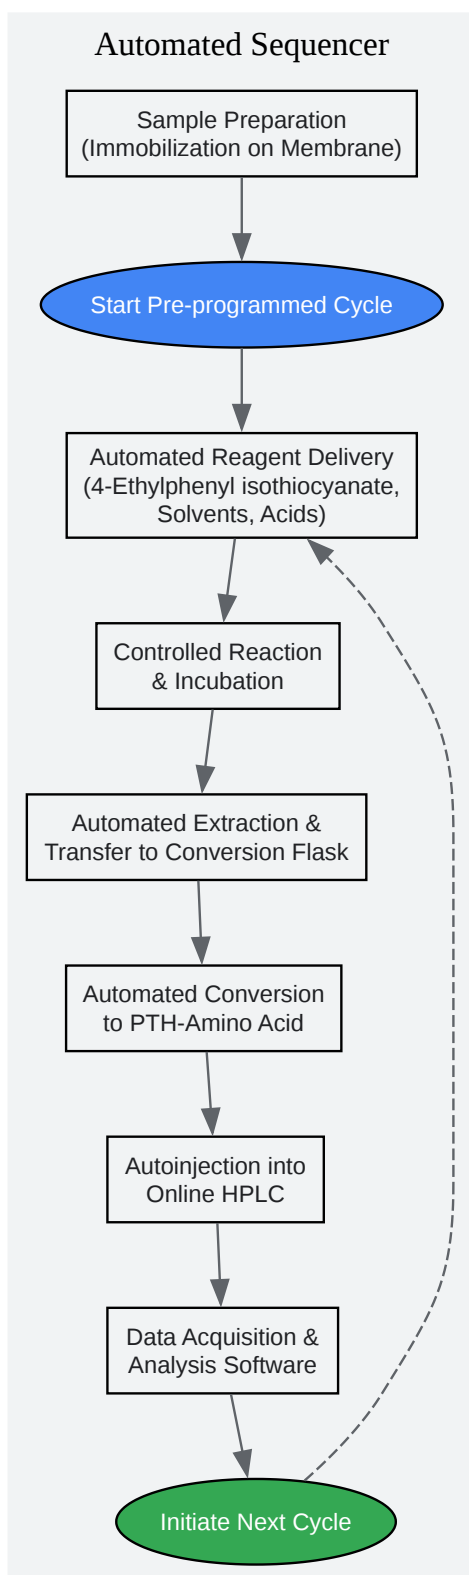 Automated Sequencer
Sample Preparation
(Immobilization on Membrane)
Start Pre-programmed Cycle
Automated Reagent Delivery
(4-Ethylphenyl isothiocyanate,
Solvents, Acids)
Controlled Reaction
& Incubation
Automated Extraction &
Transfer to Conversion Flask
Automated Conversion
to PTH-Amino Acid
Autoinjection into
Online HPLC
Data Acquisition &
Analysis Software
Initiate Next Cycle